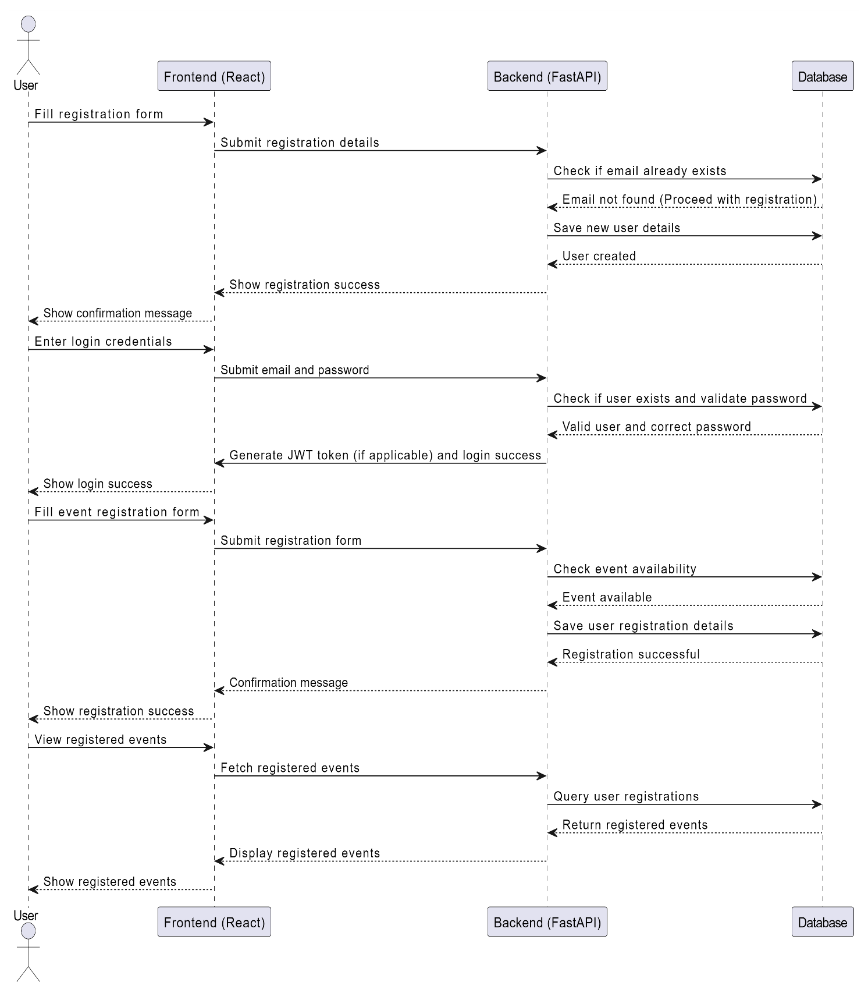 User
Frontend (React)
Backend (FastAPI)
Database
Fill registration form
Submit registration details
Check if email already exists
Email not found (Proceed with registration)
Save new user details
User created
Show registration success
Show confirmation message
Enter login credentials
Submit email and password
Check if user exists and validate password
Valid user and correct password
Generate JWT token (if applicable) and login success
Show login success
Fill event registration form
Submit registration form
Check event availability
Event available
Save user registration details
Registration successful
Confirmation message
Show registration success
View registered events
Fetch registered events
Query user registrations
Return registered events
Display registered events
Show registered events
User
Frontend (React)
Backend (FastAPI)
Database